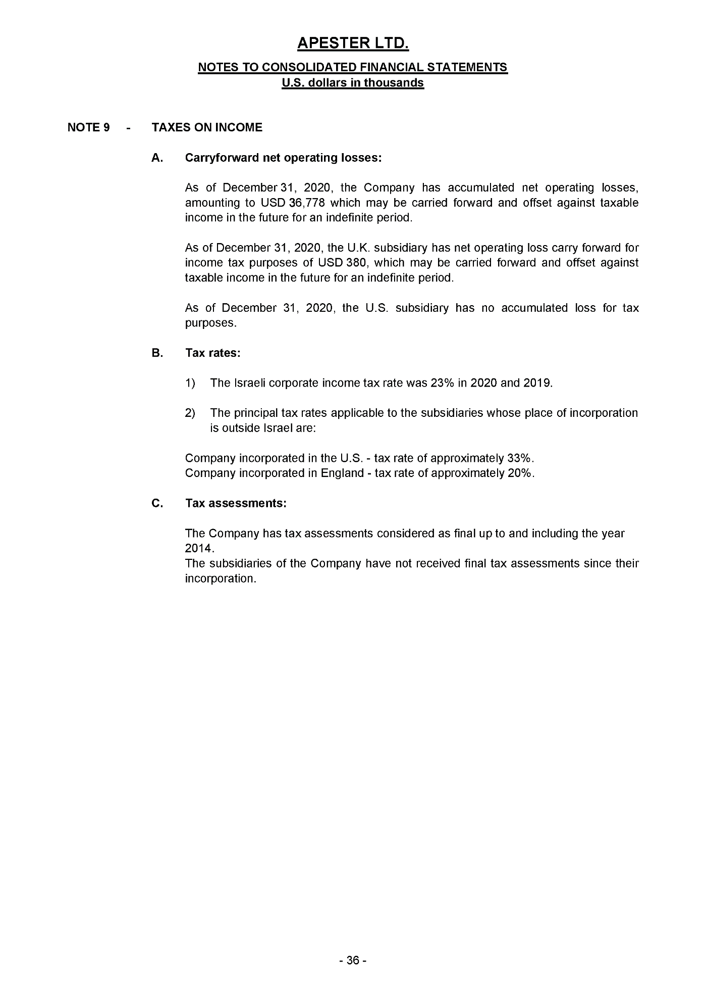 APESTER LTD.
NOTES TO CONSOLIDATED FINANCIAL STATEMENTS
U.S. dollars in thousands
NOTE 9 - TAXES ON INCOME
A. Carryforward net operating losses:
As of December 31, 2020, the Company has accumulated net operating losses,
amounting to USD 36,778 which may be carried forward and offset against taxable
income in the future for an indefinite period.
As of December 31, 2020, the U.K. subsidiary has net operating loss carry forward for
income tax purposes of USD 380, which may be carried forward and offset against
taxable income in the future for an indefinite period.
As of December 31, 2020, the U.S. subsidiary has no accumulated loss for tax
purposes.
B. Tax rates:
1) The Israeli corporate income tax rate was 23% in 2020 and 2019.
2) The principal tax rates applicable to the subsidiaries whose place of incorporation
is outside Israel are:
Company incorporated in the U.S. - tax rate of approximately 33%.
Company incorporated in England - tax rate of approximately 20%.
C. Tax assessments:
The Company has tax assessments considered as final up to and including the year
2014.
The subsidiaries of the Company have not received final tax assessments since their
incorporation.
- 36 -